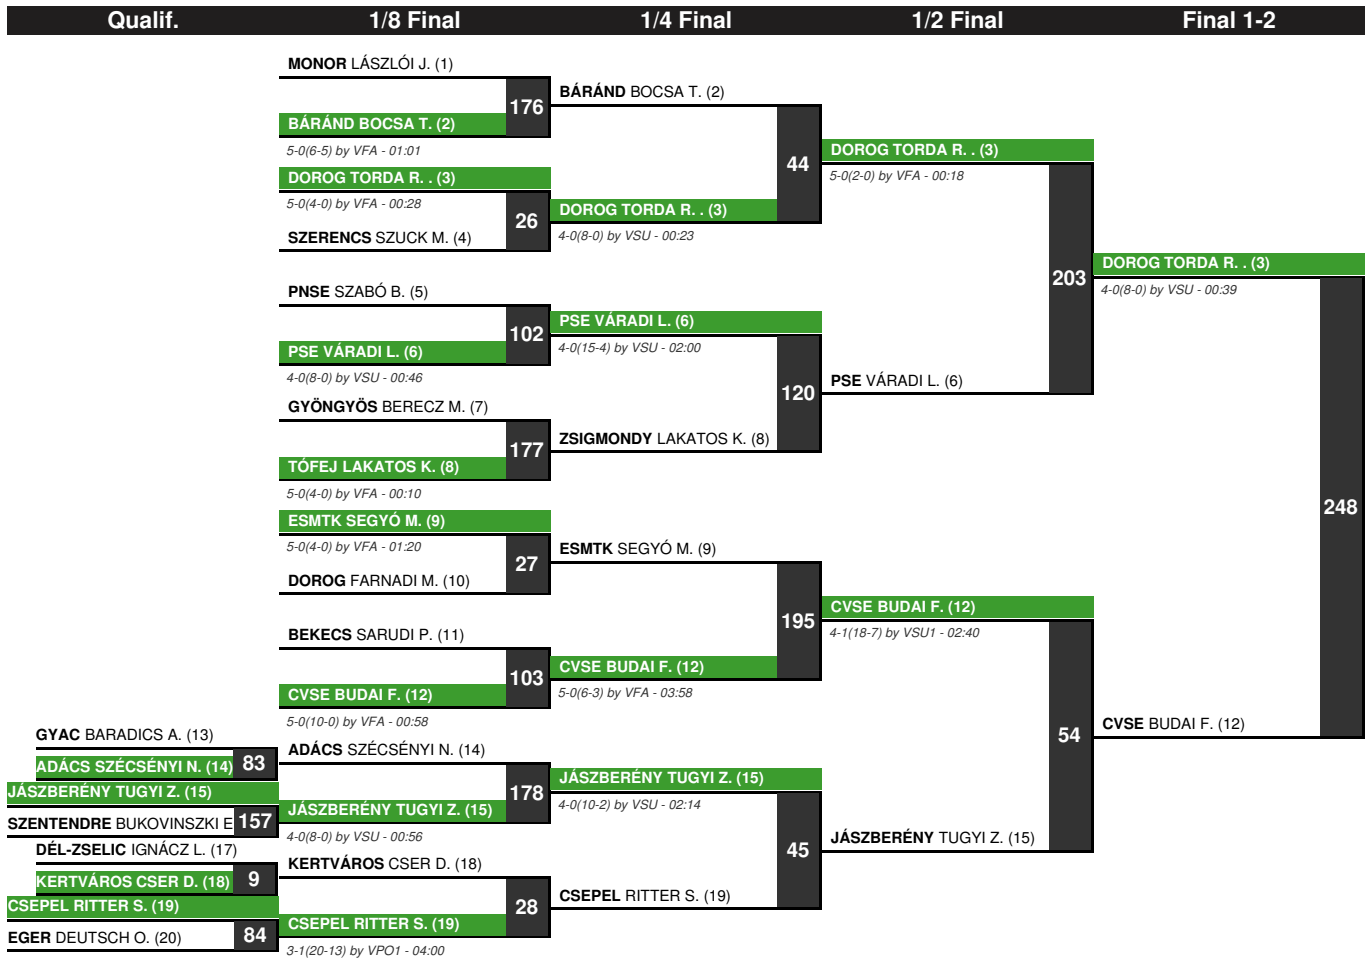 Qualif. 1/8 Final 1/4 Final 1/2 Final Final 1-2
MONOR LÁSZLÓI J. (1)
176
BÁRÁND BOCSA T. (2)
5-0(6-5) by VFA - 01:01
DOROG TORDA R. . (3)
5-0(4-0) by VFA - 00:28
26
SZERENCS SZUCK M. (4)
PNSE SZABÓ B. (5)
102
PSE VÁRADI L. (6)
4-0(8-0) by VSU - 00:46
GYÖNGYÖS BERECZ M. (7)
177
TÓFEJ LAKATOS K. (8)
5-0(4-0) by VFA - 00:10
ESMTK SEGYÓ M. (9)
5-0(4-0) by VFA - 01:20
27
DOROG FARNADI M. (10)
BEKECS SARUDI P. (11)
103
CVSE BUDAI F. (12)
5-0(10-0) by VFA - 00:58
GYAC BARADICS A. (13)
ADÁCS SZÉCSÉNYI N. (14)
83
JÁSZBERÉNY TUGYI Z. (15)
SZENTENDRE BUKOVINSZKI E
157
DÉL-ZSELIC IGNÁCZ L. (17)
KERTVÁROS CSER D. (18)
9
CSEPEL RITTER S. (19)
EGER DEUTSCH O. (20)
84
ADÁCS SZÉCSÉNYI N. (14)
178
JÁSZBERÉNY TUGYI Z. (15)
4-0(8-0) by VSU - 00:56
KERTVÁROS CSER D. (18)
28
CSEPEL RITTER S. (19)
3-1(20-13) by VPO1 - 04:00
BÁRÁND BOCSA T. (2)
44
DOROG TORDA R. . (3)
4-0(8-0) by VSU - 00:23
PSE VÁRADI L. (6)
4-0(15-4) by VSU - 02:00
120
ZSIGMONDY LAKATOS K. (8)
ESMTK SEGYÓ M. (9)
195
CVSE BUDAI F. (12)
5-0(6-3) by VFA - 03:58
JÁSZBERÉNY TUGYI Z. (15)
4-0(10-2) by VSU - 02:14
45
CSEPEL RITTER S. (19)
DOROG TORDA R. . (3)
5-0(2-0) by VFA - 00:18
203
PSE VÁRADI L. (6)
CVSE BUDAI F. (12)
4-1(18-7) by VSU1 - 02:40
54
JÁSZBERÉNY TUGYI Z. (15)
DOROG TORDA R. . (3)
4-0(8-0) by VSU - 00:39
248
CVSE BUDAI F. (12)